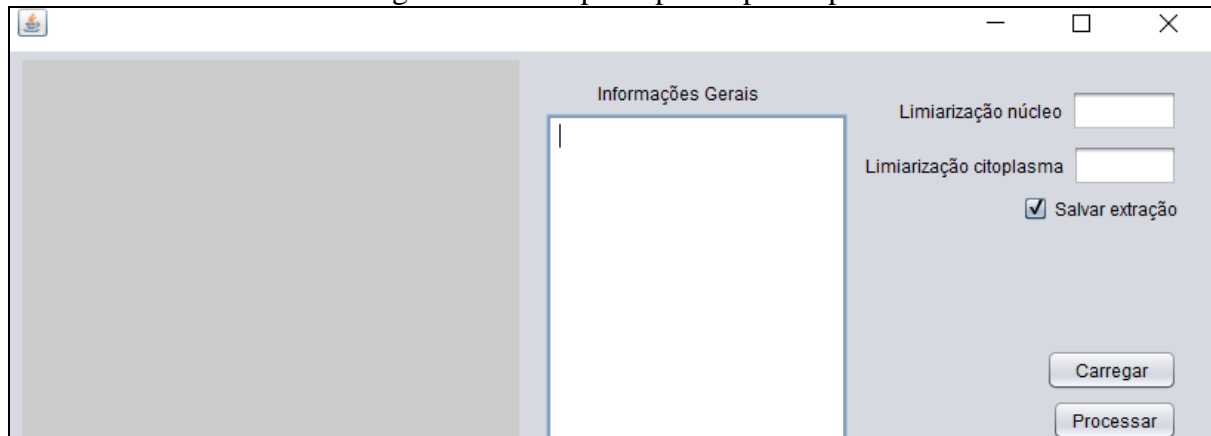 Informações Gerais
Limiarização núcleo
Limiarização citoplasma
Salvar extração
Carregar
Processar